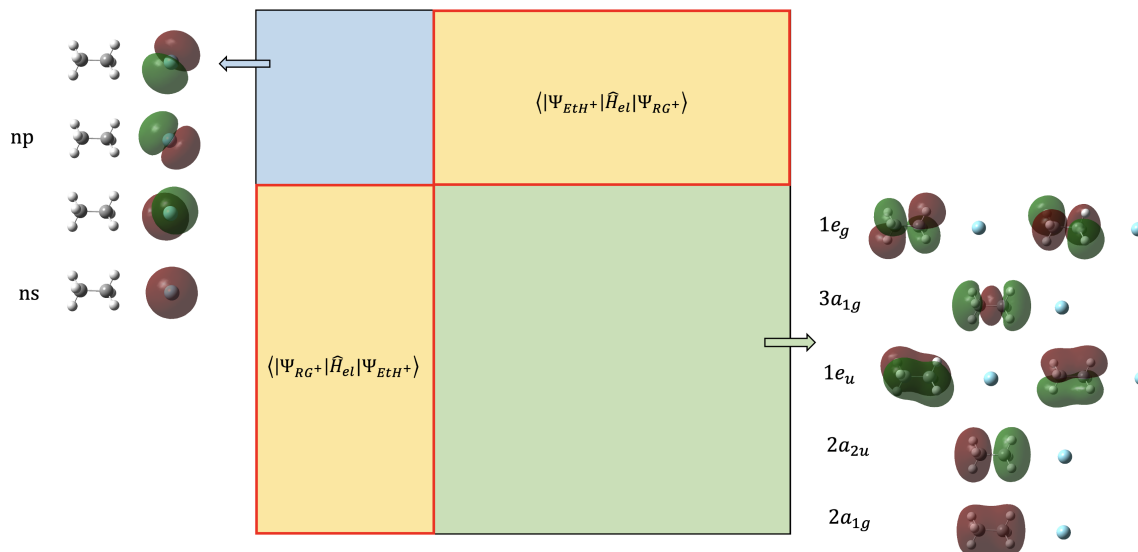 np
ns
⟨|Ψ_{EtH⁺}|Ĥ_{el}|Ψ_{RG⁺}⟩
⟨|Ψ_{RG⁺}|Ĥ_{el}|Ψ_{EtH⁺}⟩
1e_g
3a_{1g}
1e_u
2a_{2u}
2a_{1g}